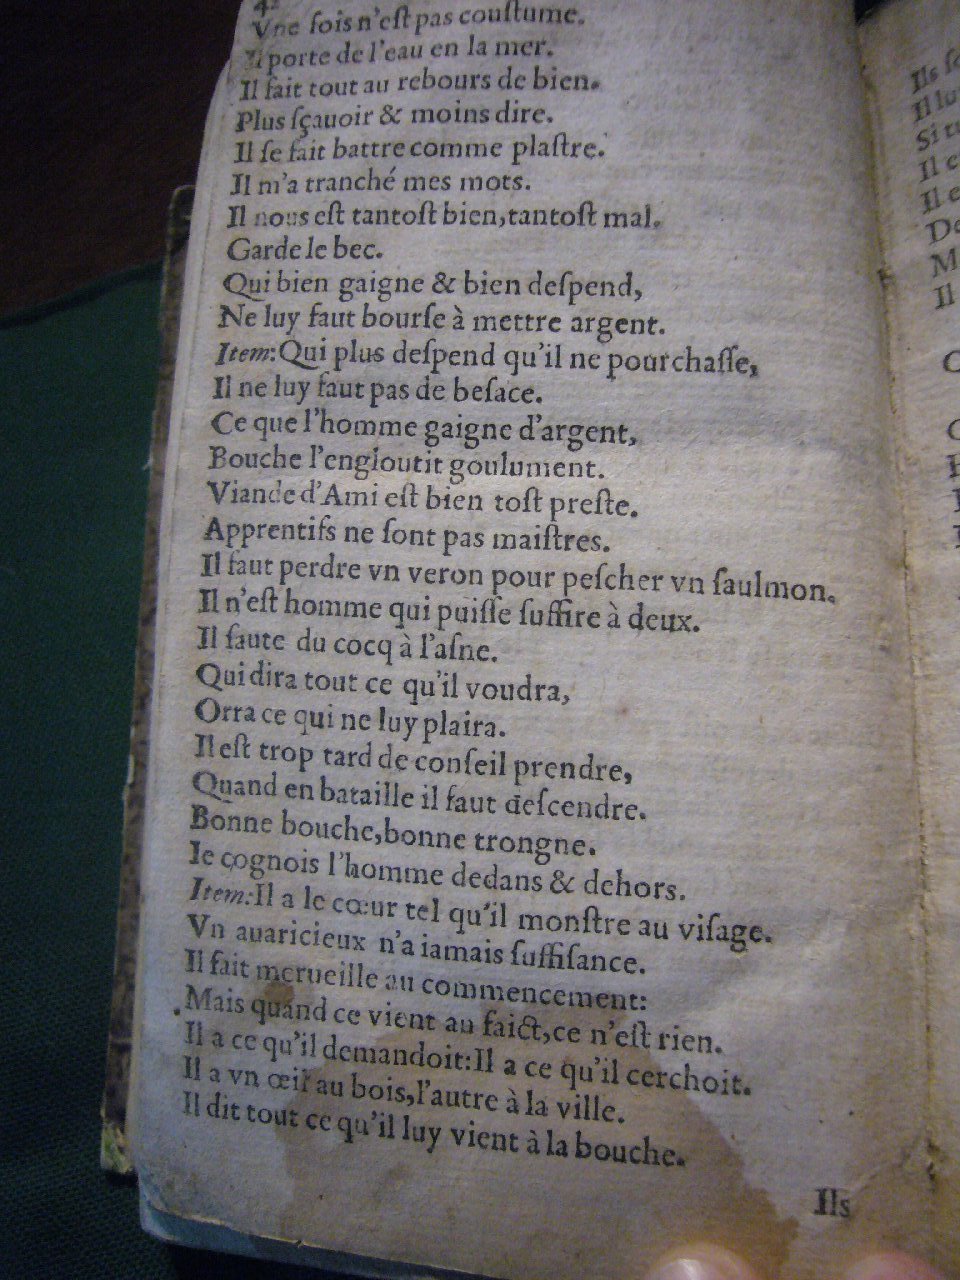 42
Vne fois n'eſt pas couſtume.
Il porte de l'eau en la mer.
Il fait tout au rebours de bien.
Plus ſçauoir & moins dire.
Il ſe fait battre comme plaſtre.
Il m'a tranché mes mots.
Il nous eſt tantoſt bien, tantoſt mal.
Garde le bec.
Qui bien gaigne & bien deſpend,
Ne luy faut bourſe à mettre argent.
Item: Qui plus deſpend qu'il ne pourchaſſe,
Il ne luy faut pas de beſace.
Ce que l'homme gaigne d'argent,
Bouche l'engloutit goulument.
Viande d'Ami eſt bien toſt preſte.
Apprentifs ne ſont pas maiſtres.
Il faut perdre vn veron pour peſcher vn ſaulmon.
Il n'eſt homme qui puiſſe ſuffire à deux.
Il ſaute du cocq à l'aſne.
Qui dira tout ce qu'il voudra,
Orra ce qui ne luy plaira.
Il eſt trop tard de conſeil prendre,
Quand en bataille il faut deſcendre.
Bonne bouche, bonne trongne.
Ie cognois l'homme dedans & dehors.
Item: Il a le cœur tel qu'il monſtre au viſage.
Vn auaricieux n'a iamais ſuffiſance.
Il fait merueille au commencement:
Mais quand ce vient au faict, ce n'eſt rien.
Il a ce qu'il demandoit: Il a ce qu'il cerchoit.
Il a vn œil au bois, l'autre à la ville.
Il dit tout ce qu'il luy vient à la bouche.
Ils
Ils
Il
Si
Il
Il
De
Il